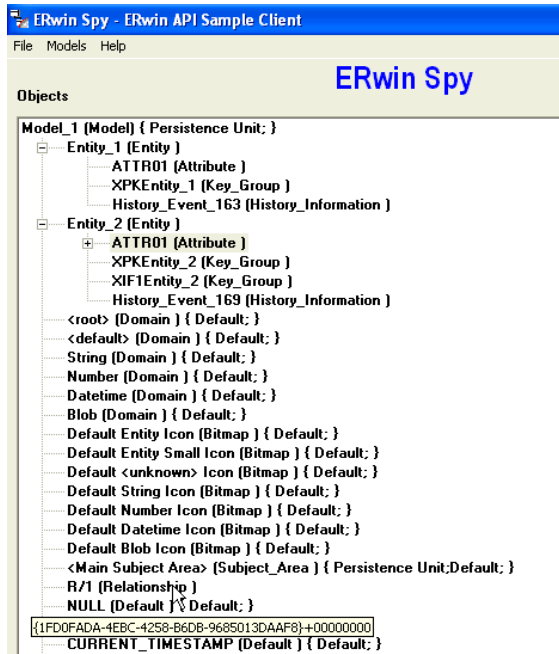 ERwin Spy - ERwin API Sample Client
File Models Help
ERwin Spy
Objects
Model_1 (Model) { Persistence Unit; }
Entity_1 (Entity )
ATTR01 (Attribute )
XPKEntity_1 (Key_Group )
History_Event_163 (History_Information )
Entity_2 (Entity )
ATTR01 (Attribute )
XPKEntity_2 (Key_Group )
XIF1Entity_2 (Key_Group )
History_Event_169 (History_Information )
<root> (Domain ) { Default; }
<default> (Domain ) { Default; }
String (Domain ) { Default; }
Number (Domain ) { Default; }
Datetime (Domain ) { Default; }
Blob (Domain ) { Default; }
Default Entity Icon (Bitmap ) { Default; }
Default Entity Small Icon (Bitmap ) { Default; }
Default <unknown> Icon (Bitmap ) { Default; }
Default String Icon (Bitmap ) { Default; }
Default Number Icon (Bitmap ) { Default; }
Default Datetime Icon (Bitmap ) { Default; }
Default Blob Icon (Bitmap ) { Default; }
<Main Subject Area> (Subject_Area ) { Persistence Unit;Default; }
R/1 (Relationship )
NULL (Default ) { Default; }
{1FD0FADA-4EBC-4258-B6DB-9685013DAAF8}+00000000
CURRENT_TIMESTAMP (Default ) { Default; }